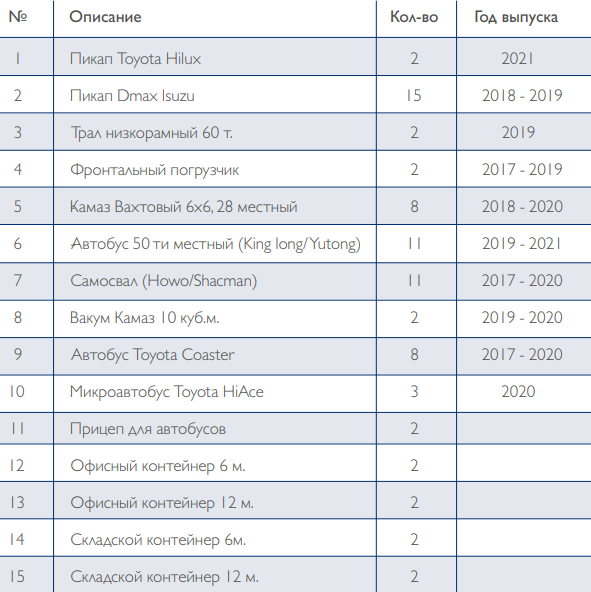 № Описание Кол-во Год выпуска
1 Пикап Toyota Hilux 2 2021
2 Пикап Dmax Isuzu 15 2018 - 2019
3 Трал низкорамный 60 т. 2 2019
4 Фронтальный погрузчик 2 2017 - 2019
5 Камаз Вахтовый 6х6, 28 местный 8 2018 - 2020
6 Автобус 50 ти местный (King long/Yutong) 11 2019 - 2021
7 Самосвал (Howo/Shacman) 11 2017 - 2020
8 Вакум Камаз 10 куб.м. 2 2019 - 2020
9 Автобус Toyota Coaster 8 2017 - 2020
10 Микроавтобус Toyota HiAce 3 2020
11 Прицеп для автобусов 2
12 Офисный контейнер 6 м. 2
13 Офисный контейнер 12 м. 2
14 Складской контейнер 6м. 2
15 Складской контейнер 12 м. 2